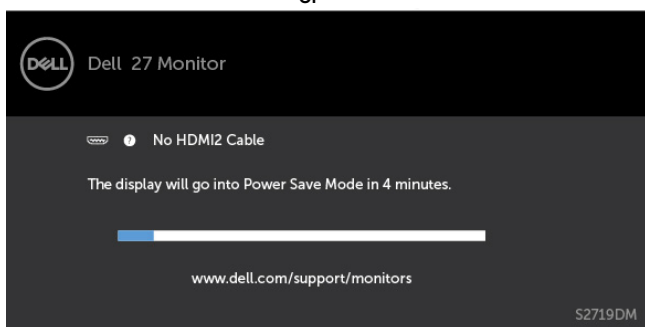 DELL
Dell 27 Monitor
? No HDMI2 Cable
The display will go into Power Save Mode in 4 minutes.
www.dell.com/support/monitors
S2719DM